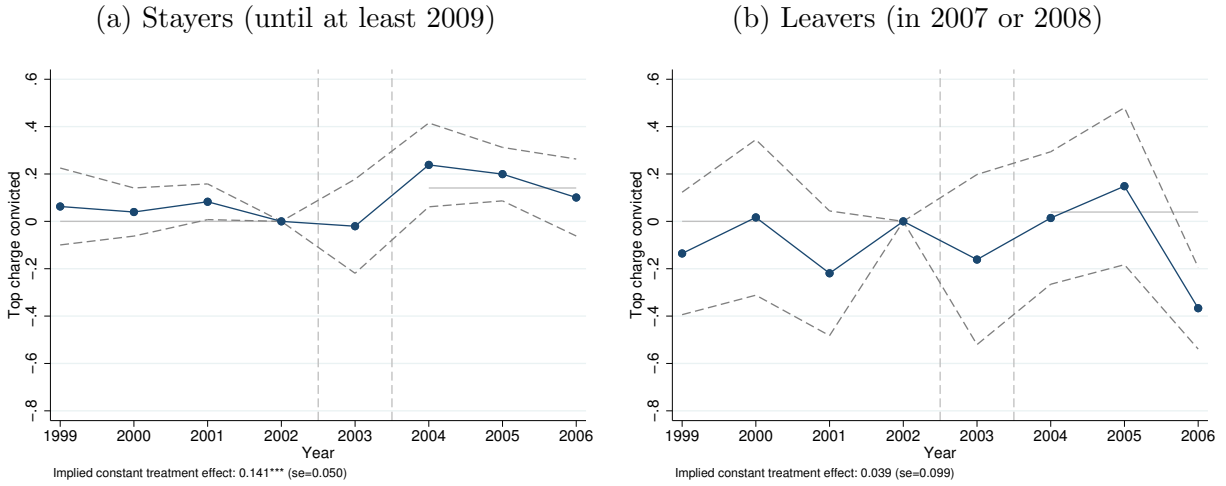 (a) Stayers (until at least 2009)
Top charge convicted
.6
.4
.2
0
-.2
-.4
-.6
-.8
1999 2000 2001 2002 2003 2004 2005 2006
Year
Implied constant treatment effect: 0.141*** (se=0.050)
(b) Leavers (in 2007 or 2008)
Top charge convicted
.6
.4
.2
0
-.2
-.4
-.6
-.8
1999 2000 2001 2002 2003 2004 2005 2006
Year
Implied constant treatment effect: 0.039 (se=0.099)